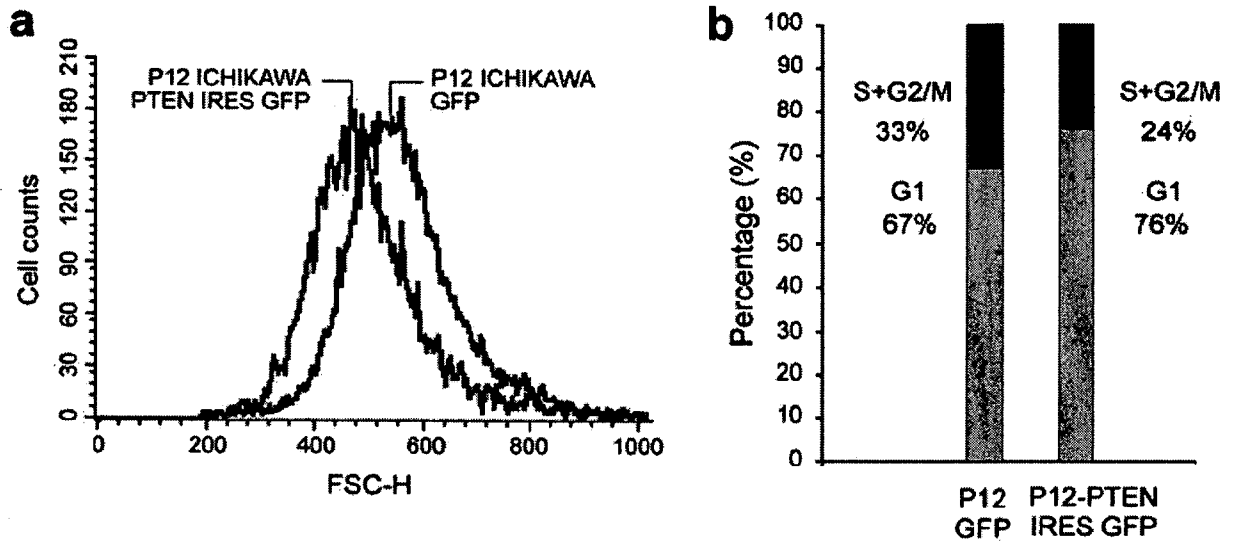 a
210
180
150
120
90
60
30
0
Cell counts
P12 ICHIKAWA
PTEN IRES GFP
P12 ICHIKAWA
GFP
0 200 400 600 800 1000
FSC-H
b
100
90
80
70
60
50
40
30
20
10
0
Percentage (%)
S+G2/M
33%
G1
67%
S+G2/M
24%
G1
76%
P12
GFP
P12-PTEN
IRES GFP